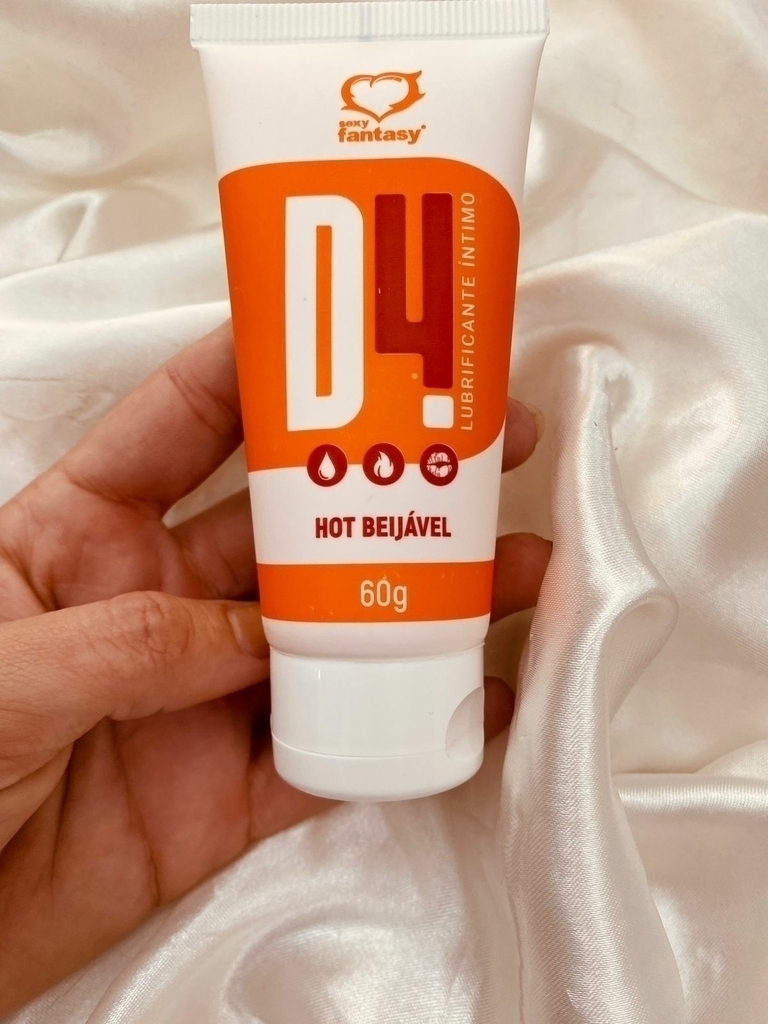 sexy
fantasy
D4
LUBRIFICANTE ÍNTIMO
HOT BEIJÁVEL
60g